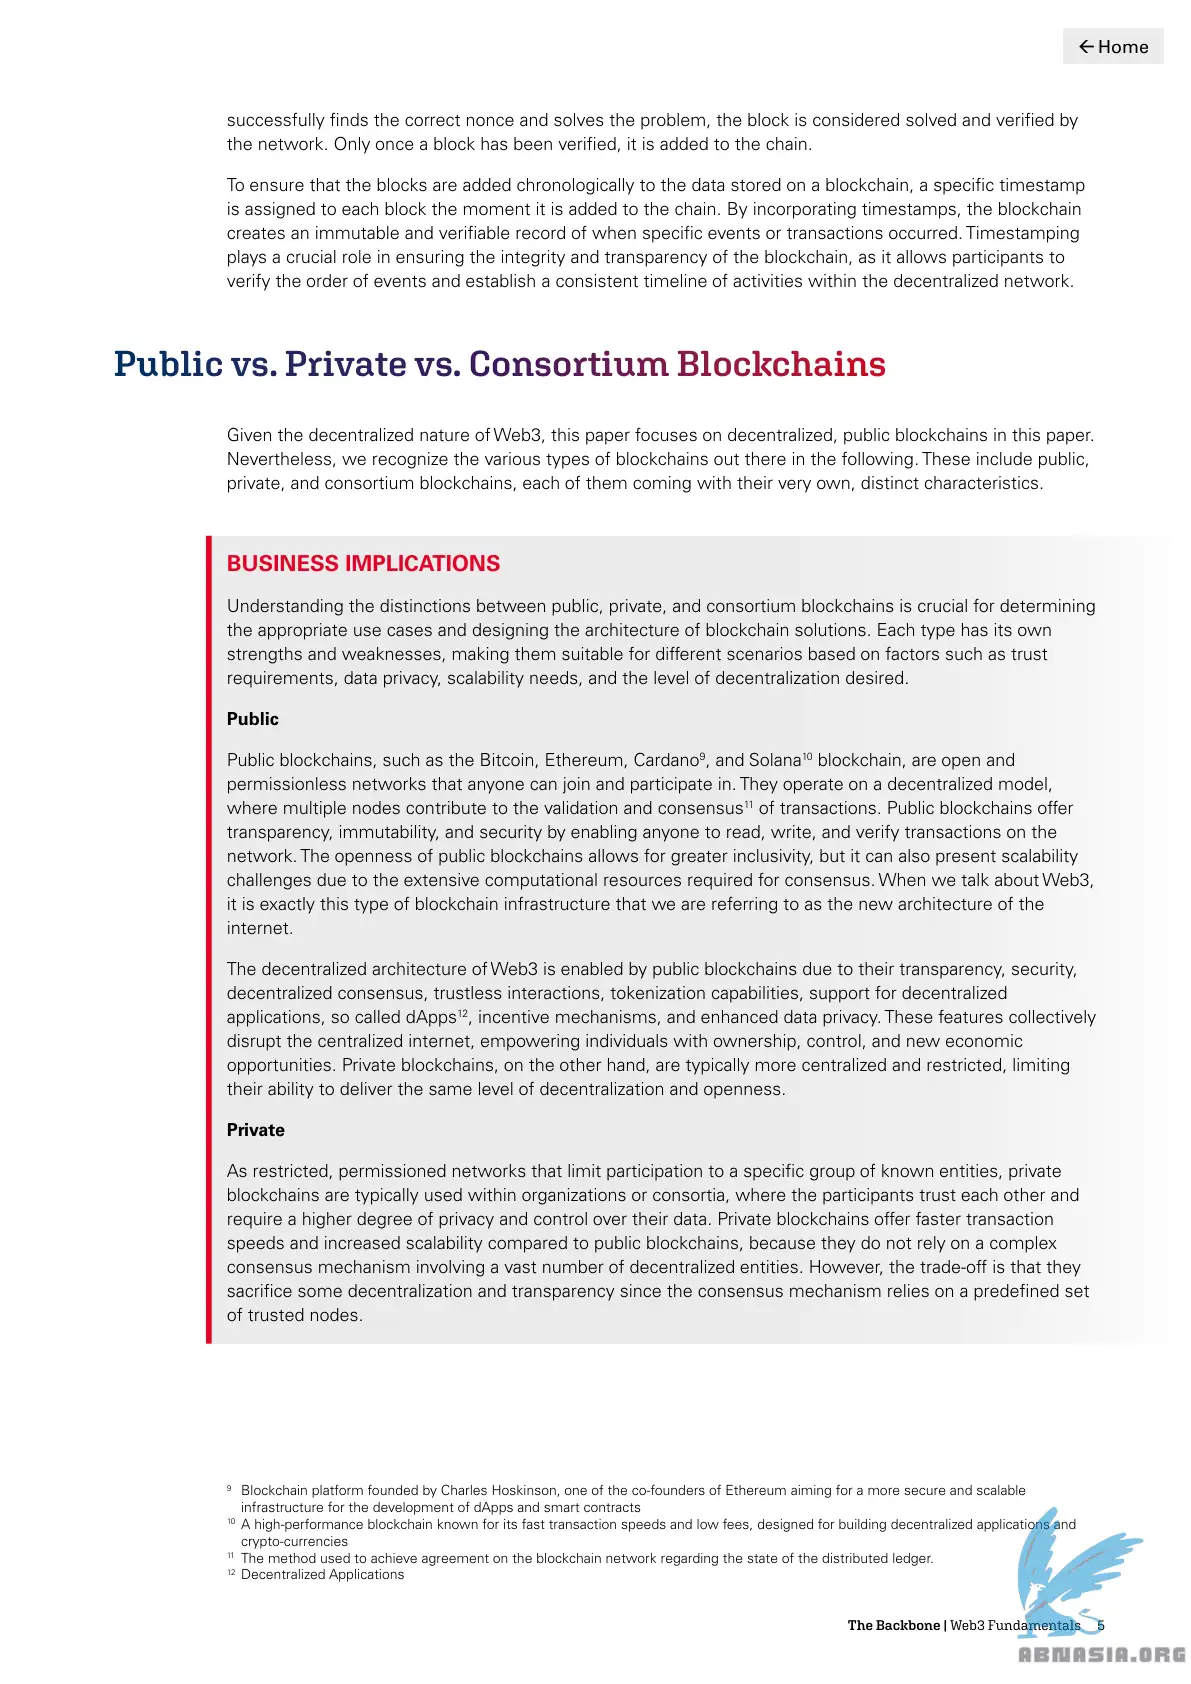 ← Home
successfully finds the correct nonce and solves the problem, the block is considered solved and verified by
the network. Only once a block has been verified, it is added to the chain.
To ensure that the blocks are added chronologically to the data stored on a blockchain, a specific timestamp
is assigned to each block the moment it is added to the chain. By incorporating timestamps, the blockchain
creates an immutable and verifiable record of when specific events or transactions occurred. Timestamping
plays a crucial role in ensuring the integrity and transparency of the blockchain, as it allows participants to
verify the order of events and establish a consistent timeline of activities within the decentralized network.
Public vs. Private vs. Consortium Blockchains
Given the decentralized nature of Web3, this paper focuses on decentralized, public blockchains in this paper.
Nevertheless, we recognize the various types of blockchains out there in the following. These include public,
private, and consortium blockchains, each of them coming with their very own, distinct characteristics.
BUSINESS IMPLICATIONS
Understanding the distinctions between public, private, and consortium blockchains is crucial for determining
the appropriate use cases and designing the architecture of blockchain solutions. Each type has its own
strengths and weaknesses, making them suitable for different scenarios based on factors such as trust
requirements, data privacy, scalability needs, and the level of decentralization desired.
Public
Public blockchains, such as the Bitcoin, Ethereum, Cardano⁹, and Solana¹⁰ blockchain, are open and
permissionless networks that anyone can join and participate in. They operate on a decentralized model,
where multiple nodes contribute to the validation and consensus¹¹ of transactions. Public blockchains offer
transparency, immutability, and security by enabling anyone to read, write, and verify transactions on the
network. The openness of public blockchains allows for greater inclusivity, but it can also present scalability
challenges due to the extensive computational resources required for consensus. When we talk about Web3,
it is exactly this type of blockchain infrastructure that we are referring to as the new architecture of the
internet.
The decentralized architecture of Web3 is enabled by public blockchains due to their transparency, security,
decentralized consensus, trustless interactions, tokenization capabilities, support for decentralized
applications, so called dApps¹², incentive mechanisms, and enhanced data privacy. These features collectively
disrupt the centralized internet, empowering individuals with ownership, control, and new economic
opportunities. Private blockchains, on the other hand, are typically more centralized and restricted, limiting
their ability to deliver the same level of decentralization and openness.
Private
As restricted, permissioned networks that limit participation to a specific group of known entities, private
blockchains are typically used within organizations or consortia, where the participants trust each other and
require a higher degree of privacy and control over their data. Private blockchains offer faster transaction
speeds and increased scalability compared to public blockchains, because they do not rely on a complex
consensus mechanism involving a vast number of decentralized entities. However, the trade-off is that they
sacrifice some decentralization and transparency since the consensus mechanism relies on a predefined set
of trusted nodes.
⁹ Blockchain platform founded by Charles Hoskinson, one of the co-founders of Ethereum aiming for a more secure and scalable
infrastructure for the development of dApps and smart contracts
¹⁰ A high-performance blockchain known for its fast transaction speeds and low fees, designed for building decentralized applications and
crypto-currencies
¹¹ The method used to achieve agreement on the blockchain network regarding the state of the distributed ledger.
¹² Decentralized Applications
The Backbone | Web3 Fundamentals 5
ABNASIA.ORG